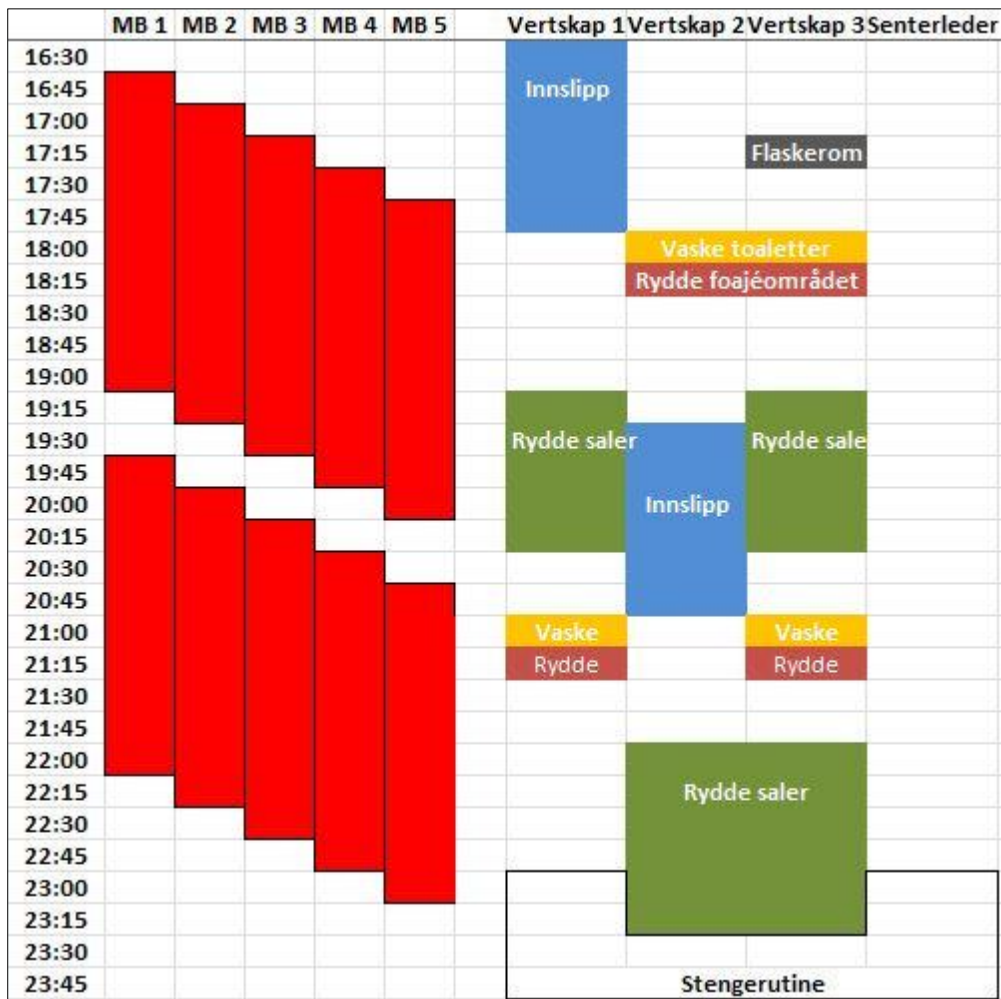 MB 1 MB 2 MB 3 MB 4 MB 5 Vertskap 1 Vertskap 2 Vertskap 3 Senterleder
16:30
16:45 Innslipp
17:00
17:15 Flaskerom
17:30
17:45
18:00 Vaske toaletter
18:15 Rydde foajéområdet
18:30
18:45
19:00
19:15
19:30 Rydde saler Rydde sale
19:45
20:00 Innslipp
20:15
20:30
20:45
21:00 Vaske Vaske
21:15 Rydde Rydde
21:30
21:45
22:00
22:15 Rydde saler
22:30
22:45
23:00
23:15
23:30
23:45 Stengerutine